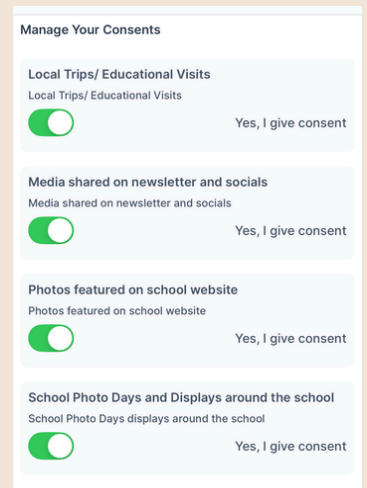 Manage Your Consents
Local Trips/ Educational Visits
Local Trips/ Educational Visits
Yes, I give consent
Media shared on newsletter and socials
Media shared on newsletter and socials
Yes, I give consent
Photos featured on school website
Photos featured on school website
Yes, I give consent
School Photo Days and Displays around the school
School Photo Days displays around the school
Yes, I give consent